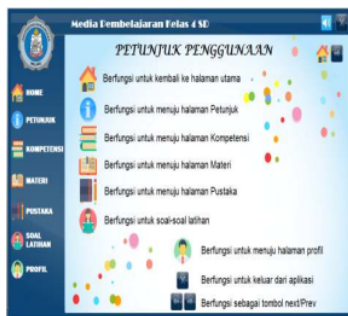 Media Pembelajaran Kelas 4 SD
PETUNJUK PENGGUNAAN
HOME
PETUNJUK
KOMPETENSI
MATERI
PUSTAKA
SOAL
LATIHAN
PROFIL
Berfungsi untuk kembali ke halaman utama
Berfungsi untuk menuju halaman Petunjuk
Berfungsi untuk menuju halaman Kompetensi
Berfungsi untuk menuju halaman Materi
Berfungsi untuk menuju halaman Pustaka
Berfungsi untuk soal-soal latihan
Berfungsi untuk menuju halaman profil
Berfungsi untuk keluar dari aplikasi
Berfungsi sebagai tombol next/Prev